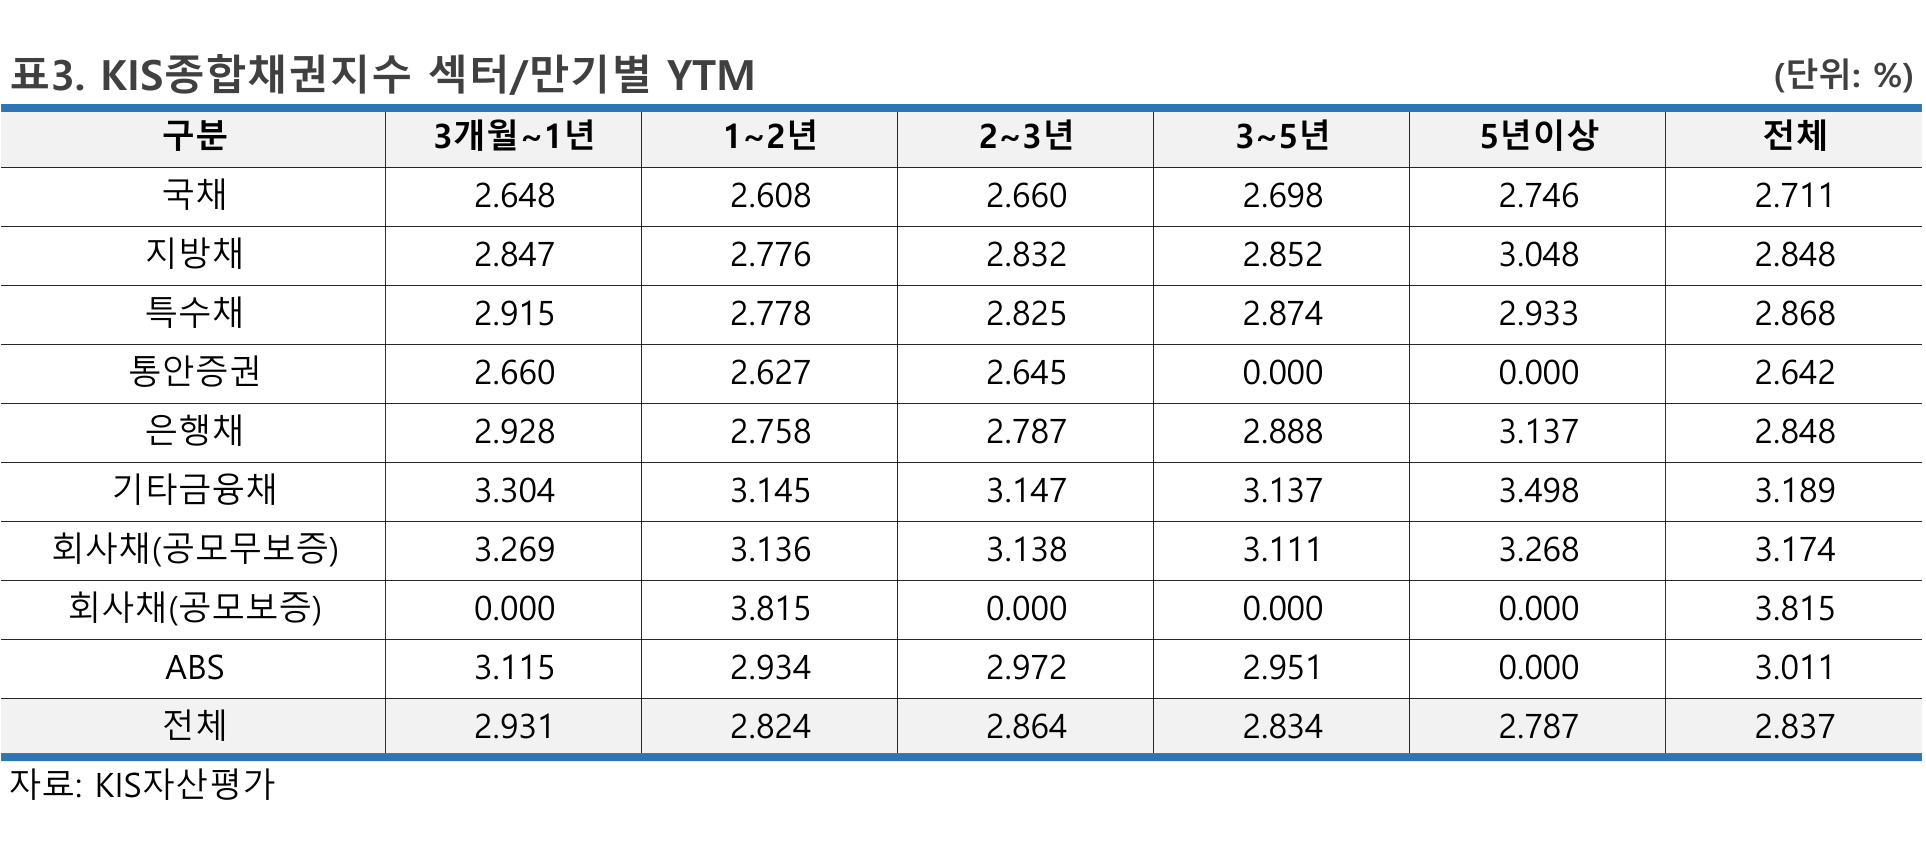 표3. KIS종합채권지수 섹터/만기별 YTM (단위: %)
구분 3개월~1년 1~2년 2~3년 3~5년 5년이상 전체
국채 2.648 2.608 2.660 2.698 2.746 2.711
지방채 2.847 2.776 2.832 2.852 3.048 2.848
특수채 2.915 2.778 2.825 2.874 2.933 2.868
통안증권 2.660 2.627 2.645 0.000 0.000 2.642
은행채 2.928 2.758 2.787 2.888 3.137 2.848
기타금융채 3.304 3.145 3.147 3.137 3.498 3.189
회사채(공모무보증) 3.269 3.136 3.138 3.111 3.268 3.174
회사채(공모보증) 0.000 3.815 0.000 0.000 0.000 3.815
ABS 3.115 2.934 2.972 2.951 0.000 3.011
전체 2.931 2.824 2.864 2.834 2.787 2.837
자료: KIS자산평가